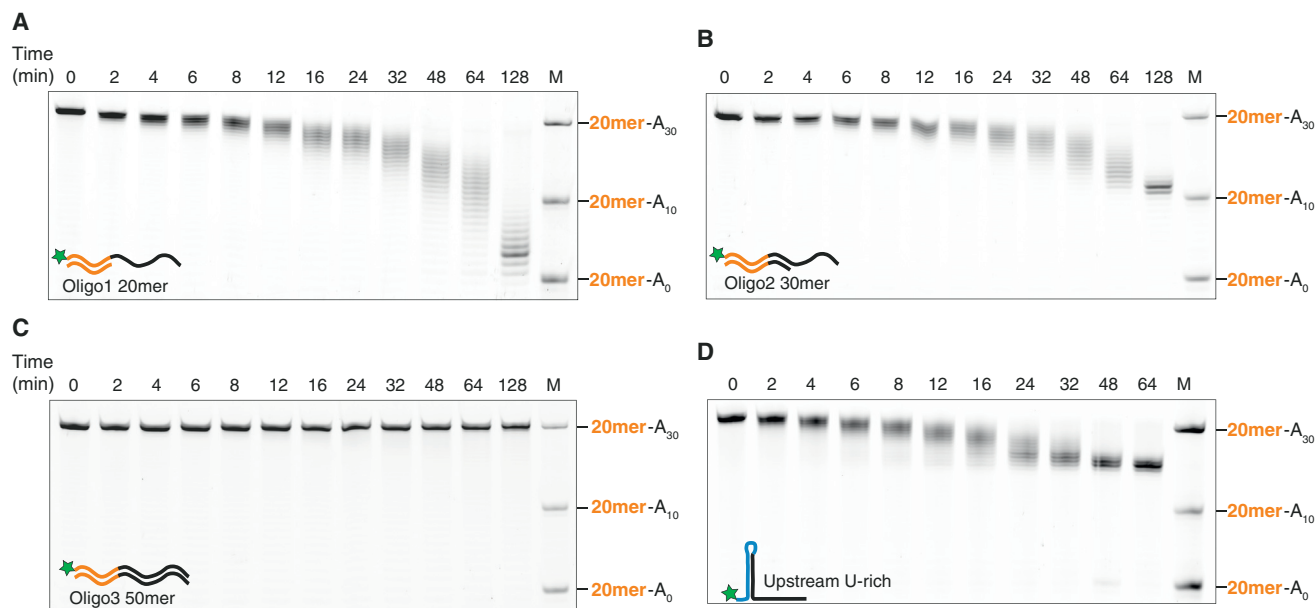 A
Time
(min) 0 2 4 6 8 12 16 24 32 48 64 128 M
20mer-A30
20mer-A10
20mer-A0
Oligo1 20mer
B
0 2 4 6 8 12 16 24 32 48 64 128 M
20mer-A30
20mer-A10
20mer-A0
Oligo2 30mer
C
Time
(min) 0 2 4 6 8 12 16 24 32 48 64 128 M
20mer-A30
20mer-A10
20mer-A0
Oligo3 50mer
D
0 2 4 6 8 12 16 24 32 48 64 M
20mer-A30
20mer-A10
Upstream U-rich
20mer-A0